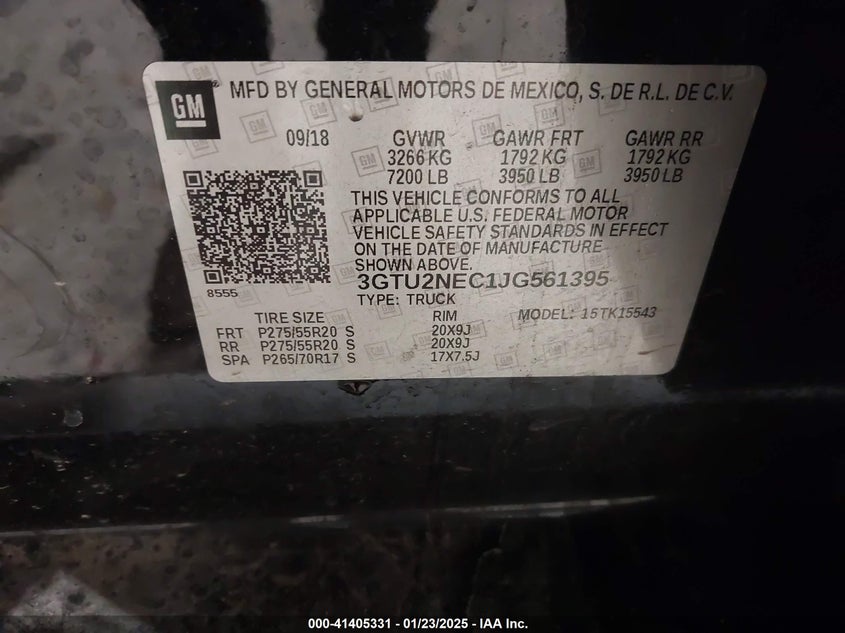 GM MFD BY GENERAL MOTORS DE MEXICO, S. DE R.L. DE C.V.
09/18 GVWR GAWR FRT GAWR RR
3266 KG 1792 KG 1792 KG
7200 LB 3950 LB 3950 LB
THIS VEHICLE CONFORMS TO ALL
APPLICABLE U.S. FEDERAL MOTOR
VEHICLE SAFETY STANDARDS IN EFFECT
ON THE DATE OF MANUFACTURE
SHOWN ABOVE.
3GTU2NEC1JG561395
8555
TYPE: TRUCK
TIRE SIZE RIM MODEL: 15TK15543
FRT P275/55R20 S 20X9J
RR P275/55R20 S 20X9J
SPA P265/70R17 S 17X7.5J
000-41405331 - 01/23/2025 - IAA Inc.